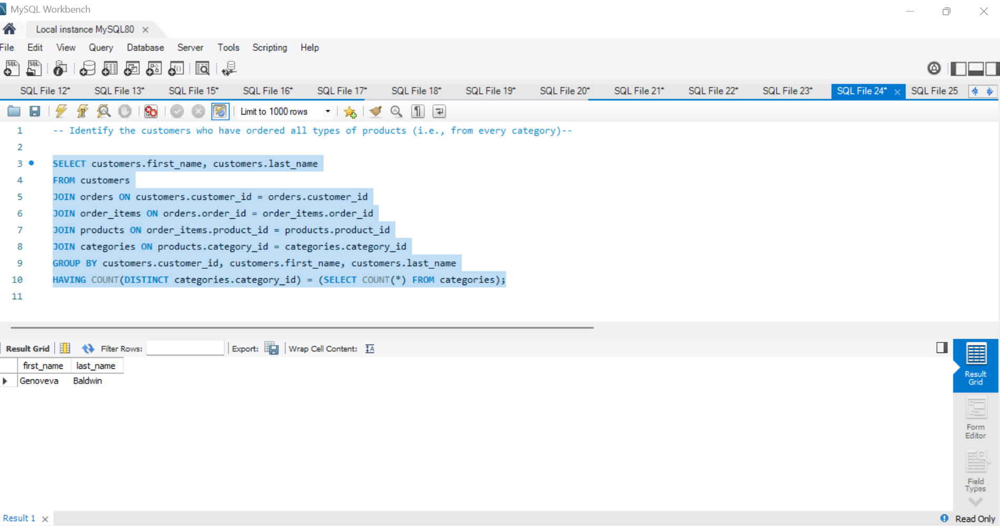 MySQL Workbench
Local instance MySQL80
File Edit View Query Database Server Tools Scripting Help
SQL File 12* SQL File 13* SQL File 15* SQL File 16* SQL File 17* SQL File 18* SQL File 19* SQL File 20* SQL File 21* SQL File 22* SQL File 23* SQL File 24* SQL File 25
Limit to 1000 rows
1 -- Identify the customers who have ordered all types of products (i.e., from every category)--
2
3 SELECT customers.first_name, customers.last_name
4 FROM customers
5 JOIN orders ON customers.customer_id = orders.customer_id
6 JOIN order_items ON orders.order_id = order_items.order_id
7 JOIN products ON order_items.product_id = products.product_id
8 JOIN categories ON products.category_id = categories.category_id
9 GROUP BY customers.customer_id, customers.first_name, customers.last_name
10 HAVING COUNT(DISTINCT categories.category_id) = (SELECT COUNT(*) FROM categories);
11
Result Grid Filter Rows: Export: Wrap Cell Content:
first_name last_name
Genoveva Baldwin
Result
Grid
Form
Editor
Field
Types
Result 1 Read Only